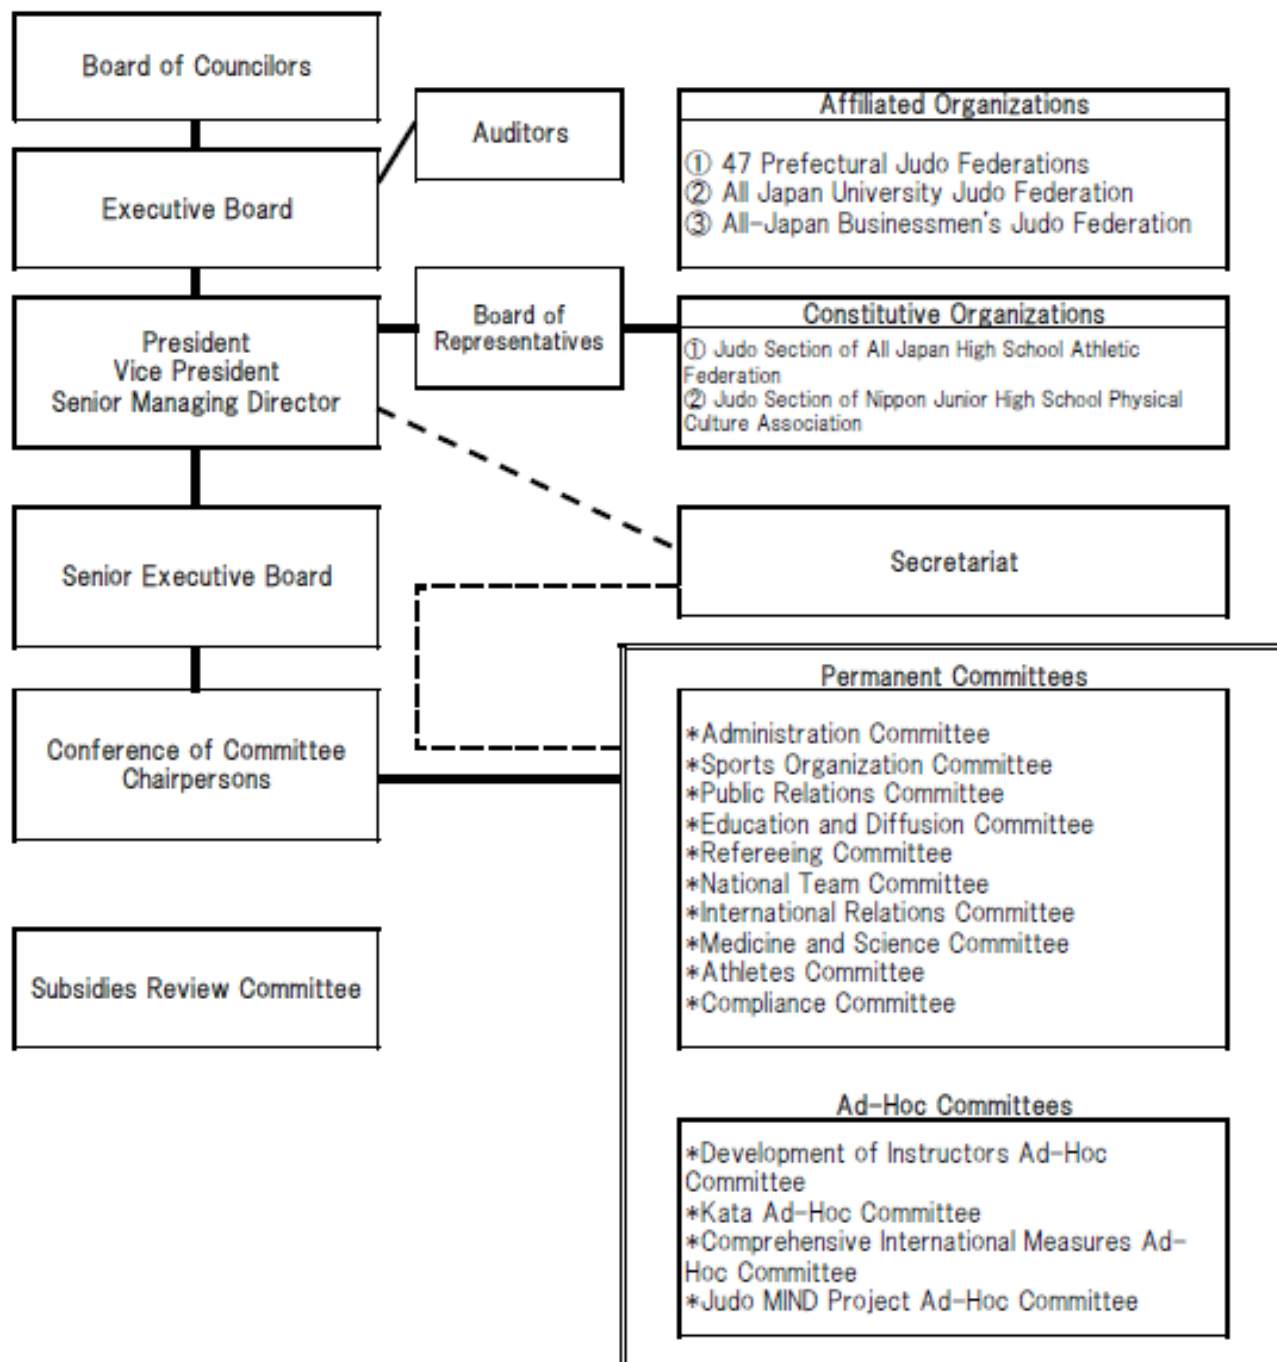 Board of Councilors
Auditors
Executive Board
Affiliated Organizations
① 47 Prefectural Judo Federations
② All Japan University Judo Federation
③ All-Japan Businessmen's Judo Federation
President
Vice President
Senior Managing Director
Board of
Representatives
Constitutive Organizations
① Judo Section of All Japan High School Athletic
Federation
② Judo Section of Nippon Junior High School Physical
Culture Association
Senior Executive Board
Secretariat
Conference of Committee
Chairpersons
Subsidies Review Committee
Permanent Committees
*Administration Committee
*Sports Organization Committee
*Public Relations Committee
*Education and Diffusion Committee
*Refereeing Committee
*National Team Committee
*International Relations Committee
*Medicine and Science Committee
*Athletes Committee
*Compliance Committee
Ad-Hoc Committees
*Development of Instructors Ad-Hoc
Committee
*Kata Ad-Hoc Committee
*Comprehensive International Measures Ad-
Hoc Committee
*Judo MIND Project Ad-Hoc Committee